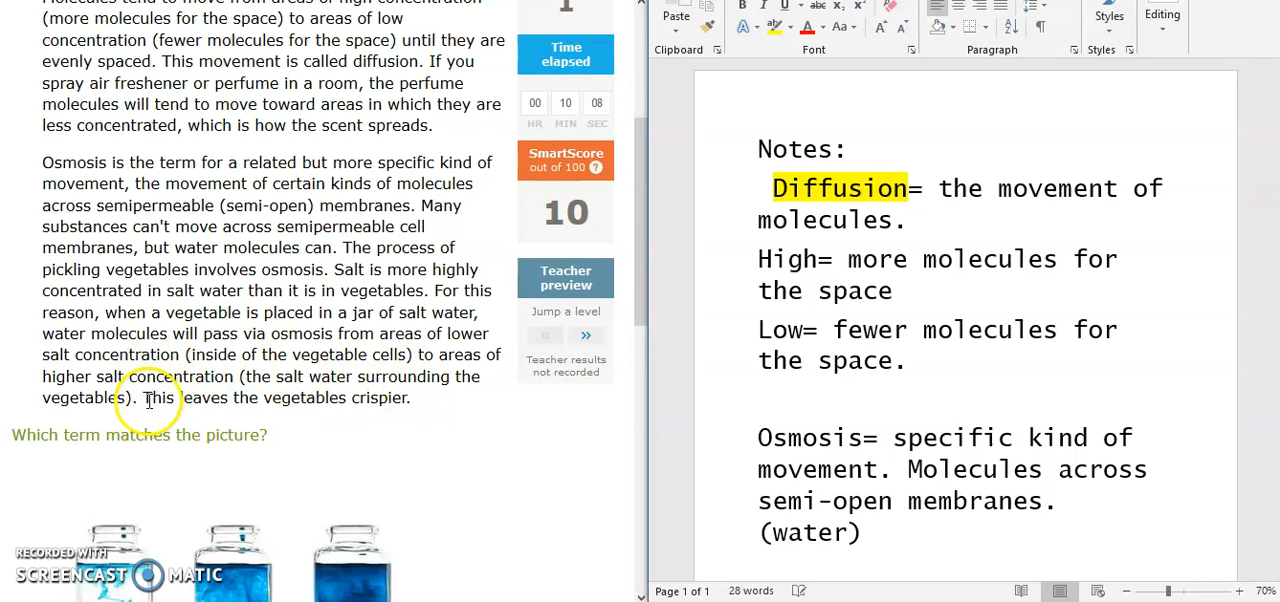 Molecules tend to move from areas of high concentration
(more molecules for the space) to areas of low
concentration (fewer molecules for the space) until they are
evenly spaced. This movement is called diffusion. If you
spray air freshener or perfume in a room, the perfume
molecules will tend to move toward areas in which they are
less concentrated, which is how the scent spreads.
Osmosis is the term for a related but more specific kind of
movement, the movement of certain kinds of molecules
across semipermeable (semi-open) membranes. Many
substances can't move across semipermeable cell
membranes, but water molecules can. The process of
pickling vegetables involves osmosis. Salt is more highly
concentrated in salt water than it is in vegetables. For this
reason, when a vegetable is placed in a jar of salt water,
water molecules will pass via osmosis from areas of lower
salt concentration (inside of the vegetable cells) to areas of
higher salt concentration (the salt water surrounding the
vegetables). This leaves the vegetables crispier.
Which term matches the picture?
RECORDED WITH
SCREENCAST MATIC
1
Time
elapsed
00 10 08
HR MIN SEC
SmartScore
out of 100 ?
10
Teacher
preview
Jump a level
Teacher results
not recorded
Paste
B I U abc x₂ x²
A aby A Aa A A
Styles
Editing
Clipboard
Font
Paragraph
Styles
Notes:
Diffusion= the movement of
molecules.
High= more molecules for
the space
Low= fewer molecules for
the space.
Osmosis= specific kind of
movement. Molecules across
semi-open membranes.
(water)
Page 1 of 1 28 words
70%